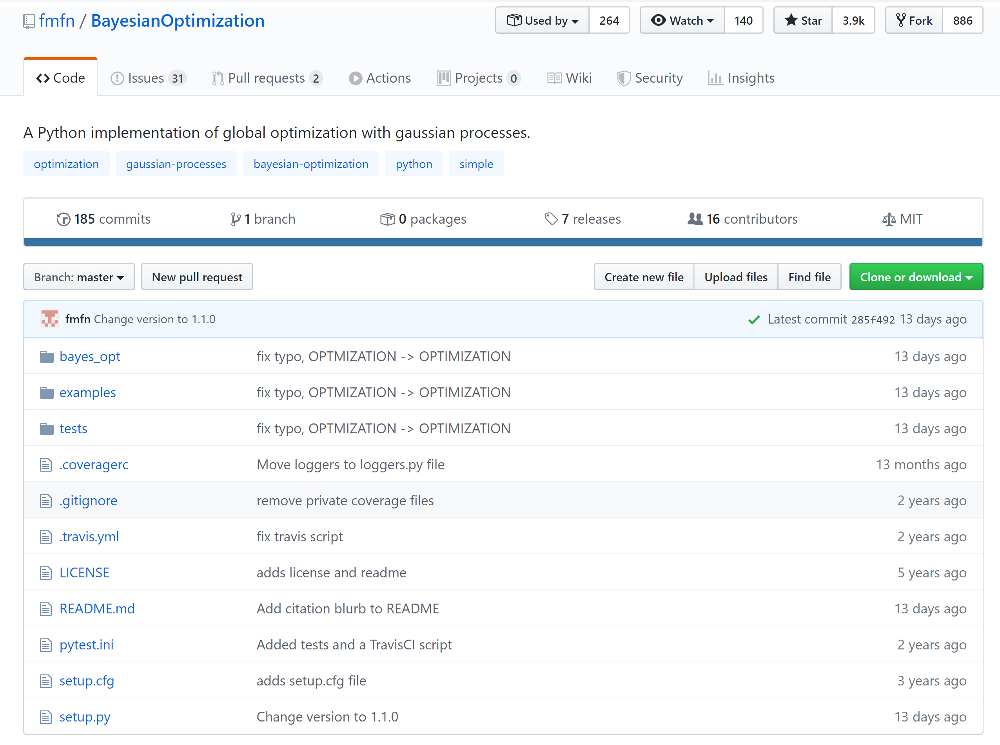 fmfn / BayesianOptimization Used by 264 Watch 140 Star 3.9k Fork 886
Code Issues 31 Pull requests 2 Actions Projects 0 Wiki Security Insights
A Python implementation of global optimization with gaussian processes.
optimization gaussian-processes bayesian-optimization python simple
185 commits 1 branch 0 packages 7 releases 16 contributors MIT
Branch: master New pull request Create new file Upload files Find file Clone or download
fmfn Change version to 1.1.0 Latest commit 285f492 13 days ago
bayes_opt fix typo, OPTMIZATION -> OPTIMIZATION 13 days ago
examples fix typo, OPTMIZATION -> OPTIMIZATION 13 days ago
tests fix typo, OPTMIZATION -> OPTIMIZATION 13 days ago
.coveragerc Move loggers to loggers.py file 13 months ago
.gitignore remove private coverage files 2 years ago
.travis.yml fix travis script 2 years ago
LICENSE adds license and readme 5 years ago
README.md Add citation blurb to README 13 days ago
pytest.ini Added tests and a TravisCI script 2 years ago
setup.cfg adds setup.cfg file 3 years ago
setup.py Change version to 1.1.0 13 days ago